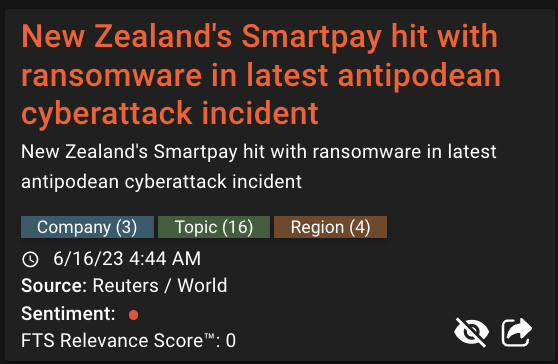 New Zealand's Smartpay hit with
ransomware in latest antipodean
cyberattack incident
New Zealand's Smartpay hit with ransomware in latest
antipodean cyberattack incident
Company (3) Topic (16) Region (4)
6/16/23 4:44 AM
Source: Reuters / World
Sentiment:
FTS Relevance Score™: 0